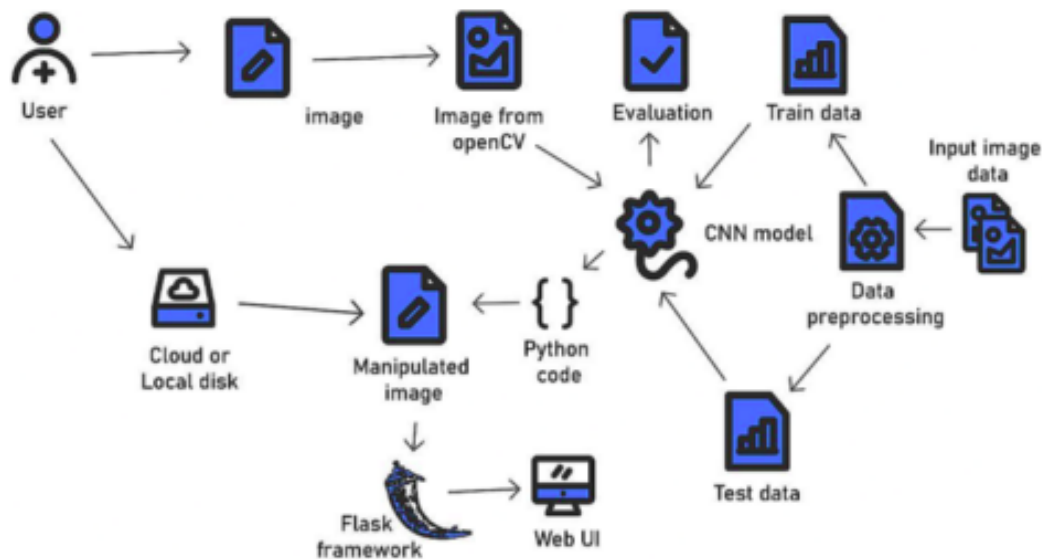 User
image
Image from
openCV
Evaluation
Train data
Input image
data
CNN model
Data
preprocessing
Cloud or
Local disk
Manipulated
image
{ }
Python
code
Test data
Flask
framework
Web UI